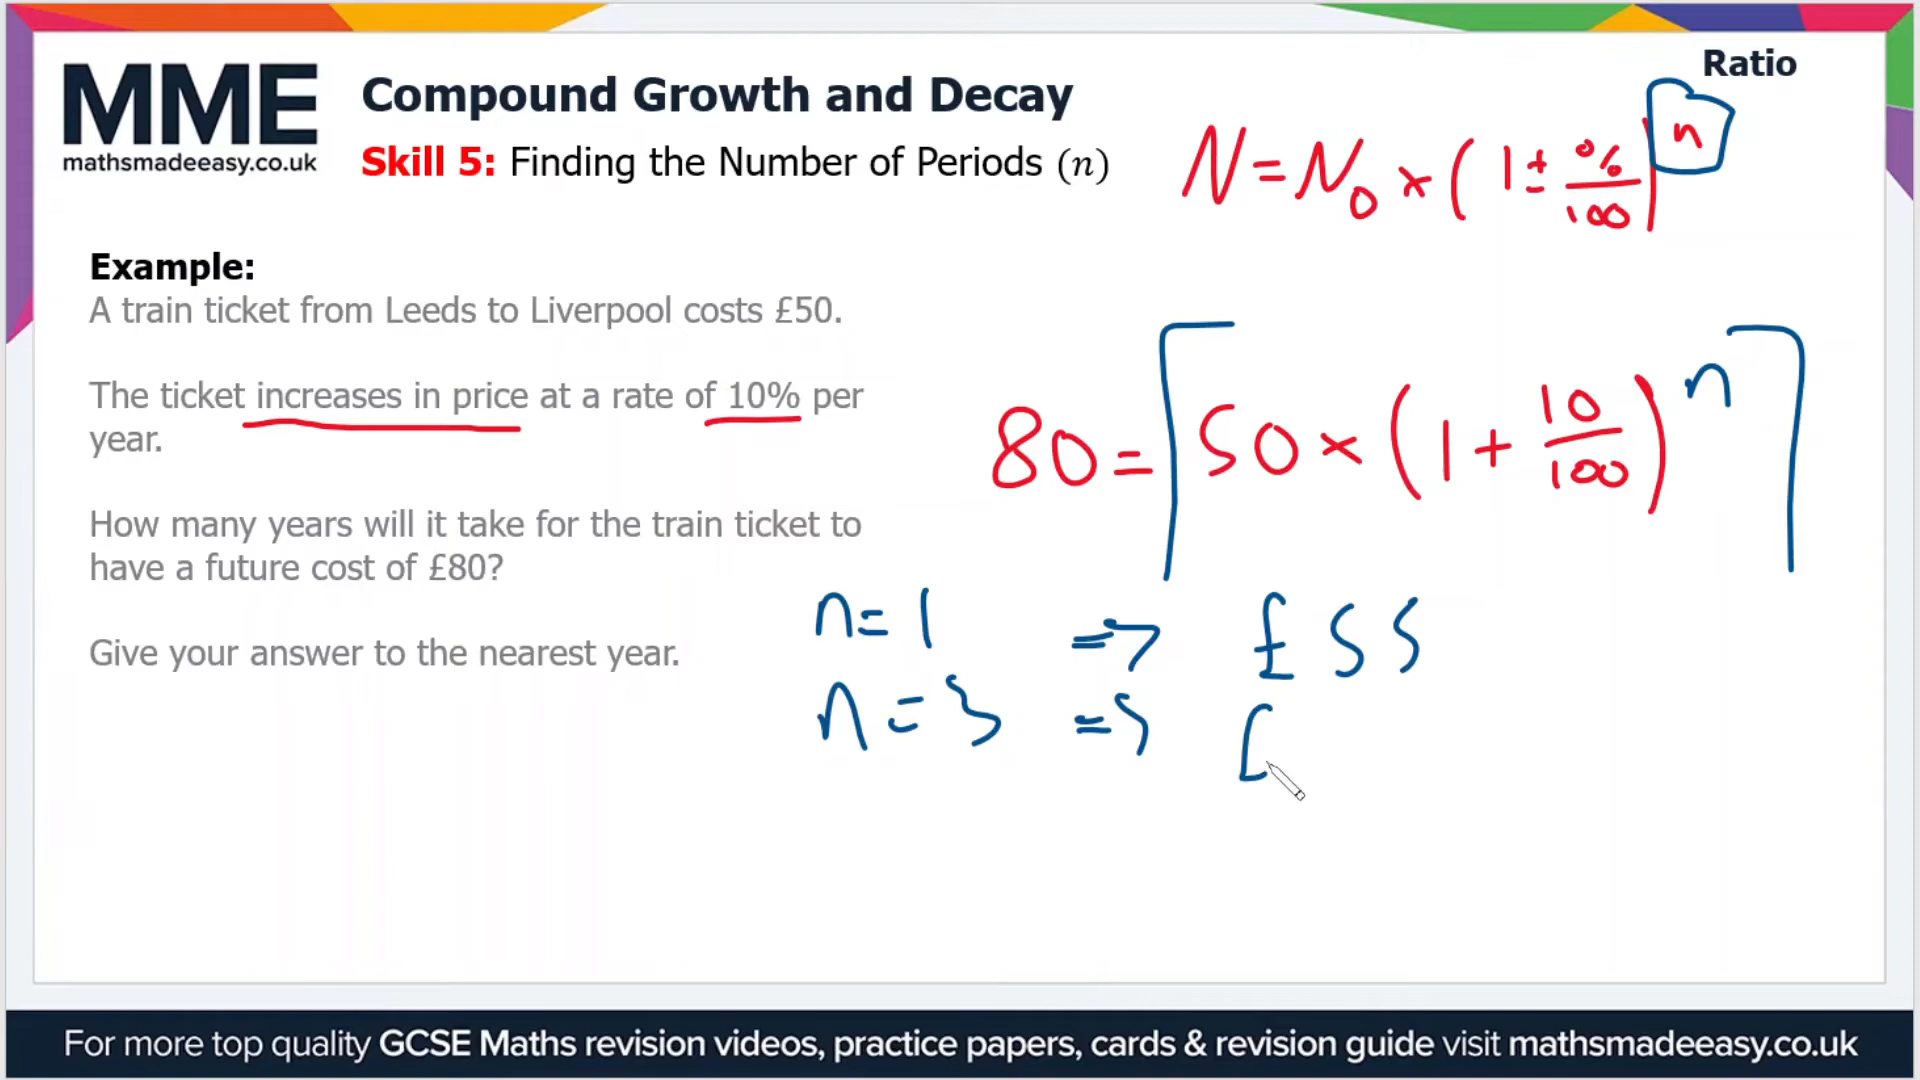 Ratio
MME
mathsmadeeasy.co.uk
Compound Growth and Decay
Skill 5: Finding the Number of Periods (n)
N = N₀ × (1 ± %/100)ⁿ
Example:
A train ticket from Leeds to Liverpool costs £50.
The ticket increases in price at a rate of 10% per
year.
How many years will it take for the train ticket to
have a future cost of £80?
Give your answer to the nearest year.
80 = [50 × (1 + 10/100)ⁿ]
n = 1 => £55
n = 3 =>
For more top quality GCSE Maths revision videos, practice papers, cards & revision guide visit mathsmadeeasy.co.uk